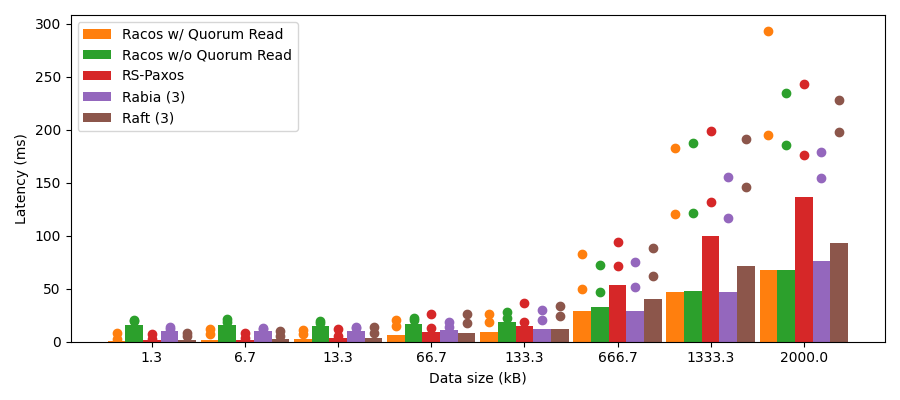 300
250
200
150
100
50
0
Latency (ms)
Racos w/ Quorum Read
Racos w/o Quorum Read
RS-Paxos
Rabia (3)
Raft (3)
1.3 6.7 13.3 66.7 133.3 666.7 1333.3 2000.0
Data size (kB)